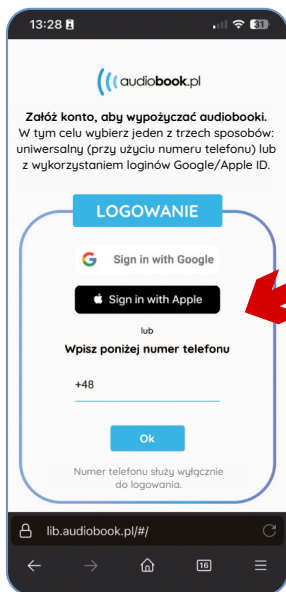 13:28
31
audiobook.pl
Załóż konto, aby wypożyczać audiobooki.
W tym celu wybierz jeden z trzech sposobów:
uniwersalny (przy użyciu numeru telefonu) lub
z wykorzystaniem loginów Google/Apple ID.
LOGOWANIE
Sign in with Google
Sign in with Apple
lub
Wpisz poniżej numer telefonu
+48
Ok
Numer telefonu służy wyłącznie
do logowania.
lib.audiobook.pl/#/
16